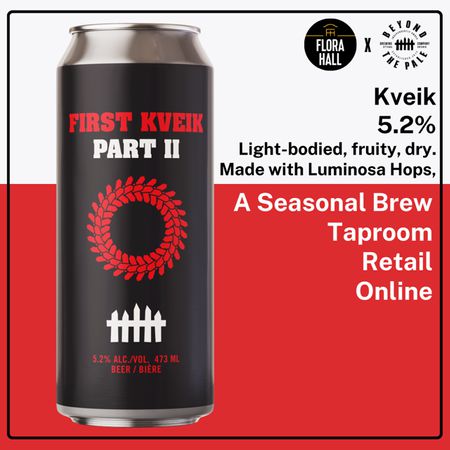 FLORA
HALL
X
BEYOND
THE PALE
FIRST KVEIK
PART II
5.2% ALC./VOL, 473 ML
BEER / BIÈRE
Kveik
5.2%
Light-bodied, fruity, dry.
Made with Luminosa Hops,
A Seasonal Brew
Taproom
Retail
Online